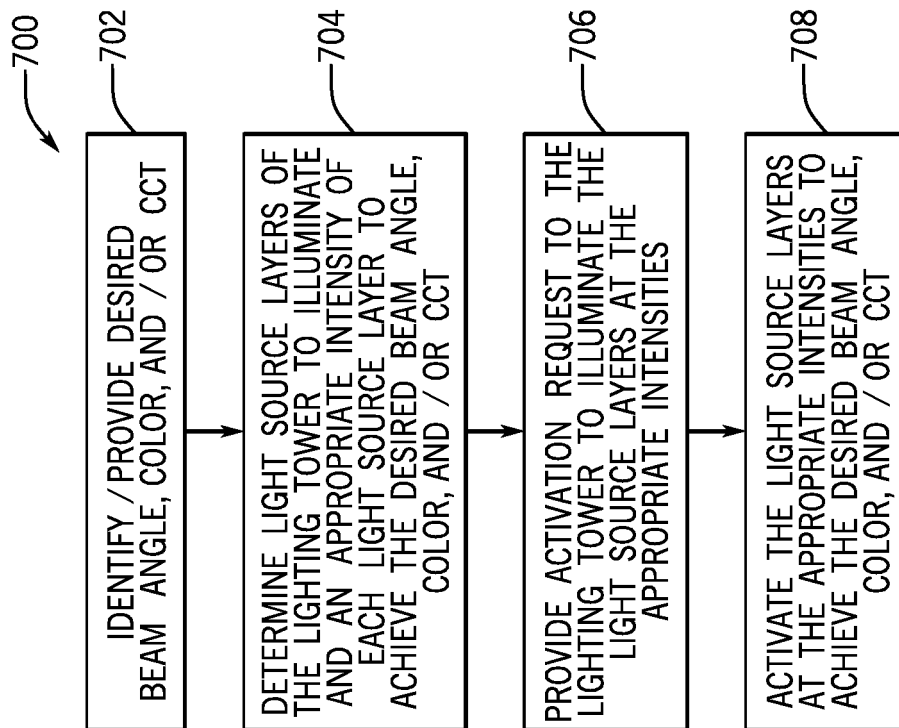 700
702
IDENTIFY / PROVIDE DESIRED
BEAM ANGLE, COLOR, AND / OR CCT
704
DETERMINE LIGHT SOURCE LAYERS OF
THE LIGHTING TOWER TO ILLUMINATE
AND AN APPROPRIATE INTENSITY OF
EACH LIGHT SOURCE LAYER TO
ACHIEVE THE DESIRED BEAM ANGLE,
COLOR, AND / OR CCT
706
PROVIDE ACTIVATION REQUEST TO THE
LIGHTING TOWER TO ILLUMINATE THE
LIGHT SOURCE LAYERS AT THE
APPROPRIATE INTENSITIES
708
ACTIVATE THE LIGHT SOURCE LAYERS
AT THE APPROPRIATE INTENSITIES TO
ACHIEVE THE DESIRED BEAM ANGLE,
COLOR, AND / OR CCT